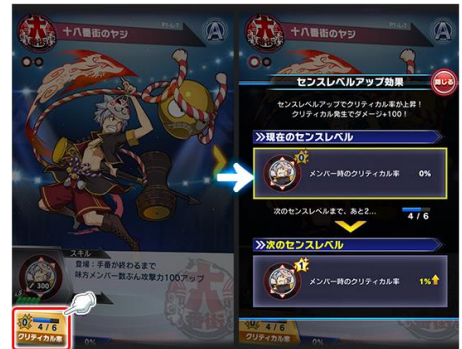 十八番街のヤジ
スキル
登場：手番が終わるまで
味方メンバー数ぶん攻撃力100アップ
/ 300
0
4 / 6
クリティカル率
0%
十八番街のヤジ
センスレベルアップ効果
閉じる
センスレベルアップでクリティカル率が上昇！
クリティカル発生でダメージ+100！
現在のセンスレベル
0
メンバー時のクリティカル率 0%
次のセンスレベルまで、あと2...
4 / 6
次のセンスレベル
1
メンバー時のクリティカル率 1%
0%